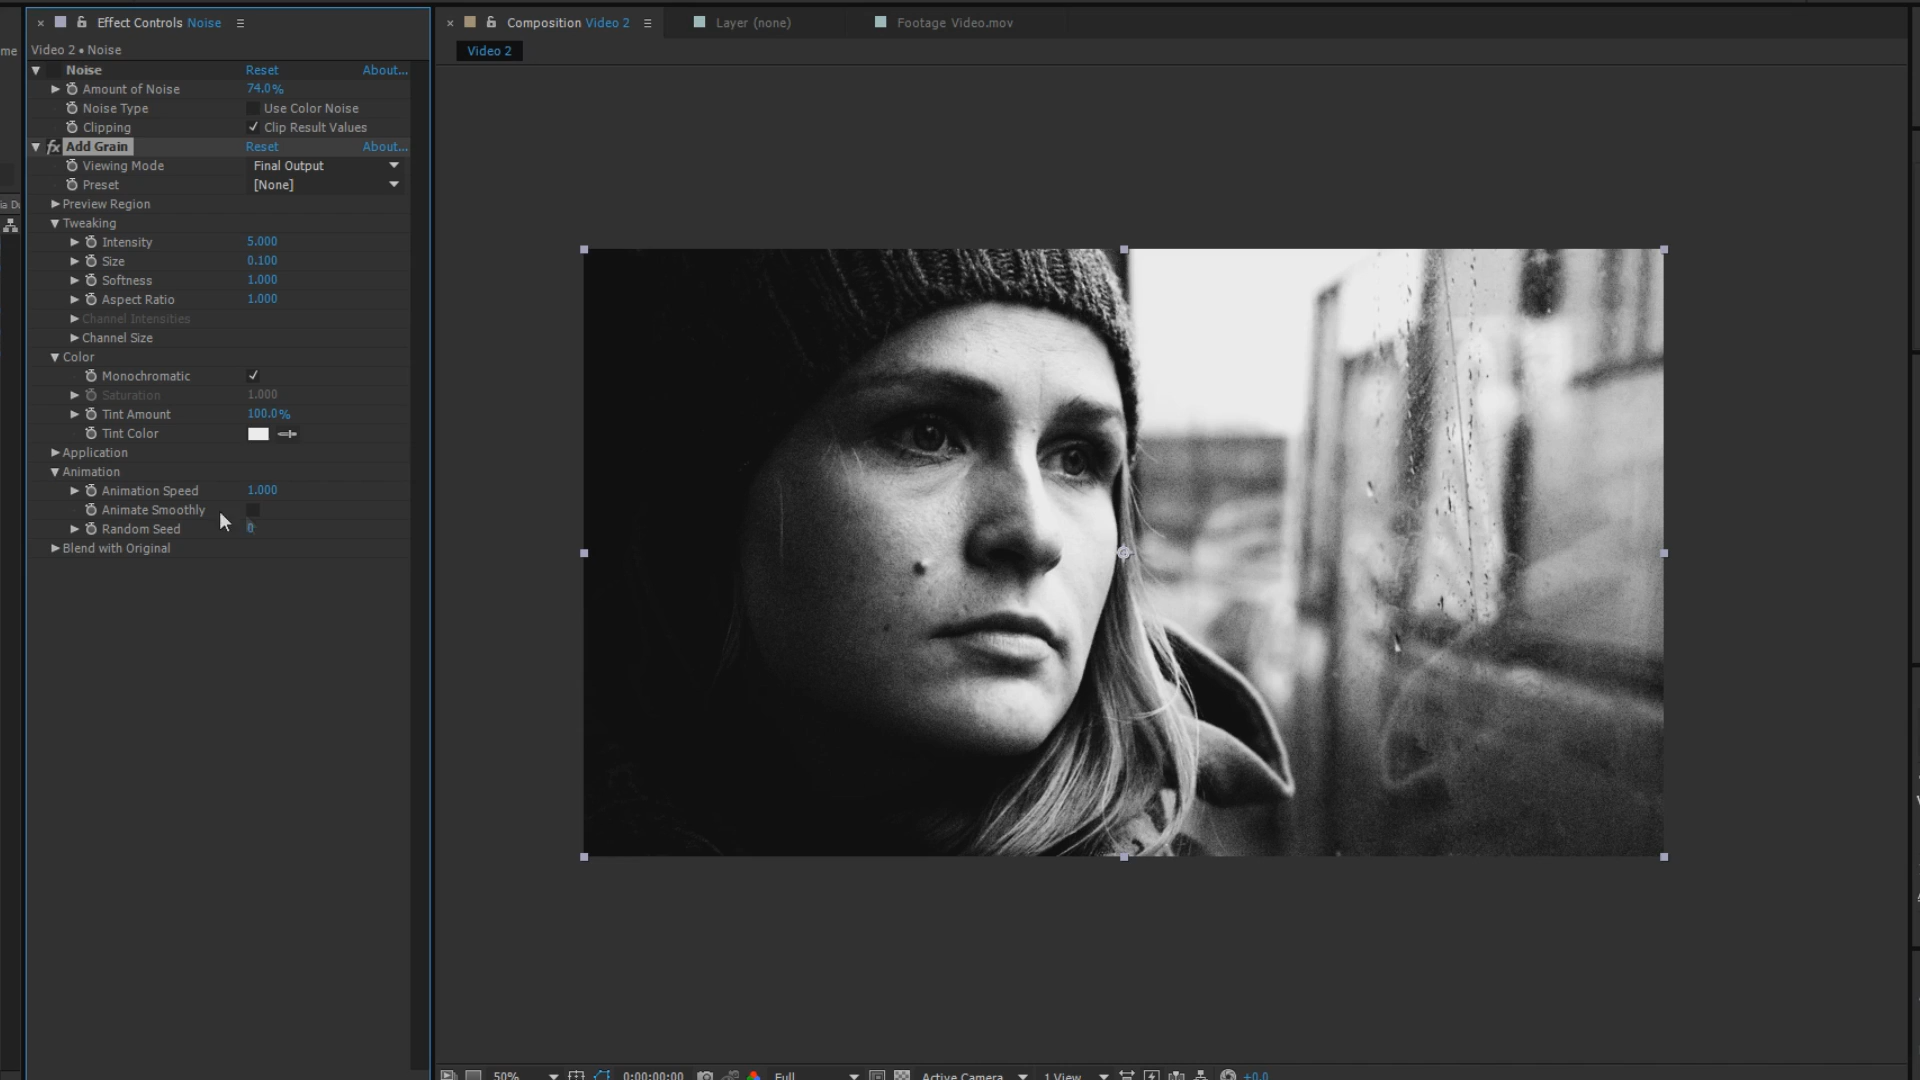 Effect Controls Noise
Composition Video 2
Layer (none)
Footage Video.mov
me
Video 2 • Noise
Video 2
Noise Reset About...
Amount of Noise 74.0%
Noise Type Use Color Noise
Clipping Clip Result Values
fx Add Grain Reset About...
Viewing Mode Final Output
Preset [None]
Preview Region
Tweaking
Intensity 5.000
Size 0.100
Softness 1.000
Aspect Ratio 1.000
Channel Intensities
Channel Size
Color
Monochromatic
Saturation 1.000
Tint Amount 100.0%
Tint Color
Application
Animation
Animation Speed 1.000
Animate Smoothly
Random Seed 0
Blend with Original
50% 0:00:00:00 Full Active Camera 1 View +0.0